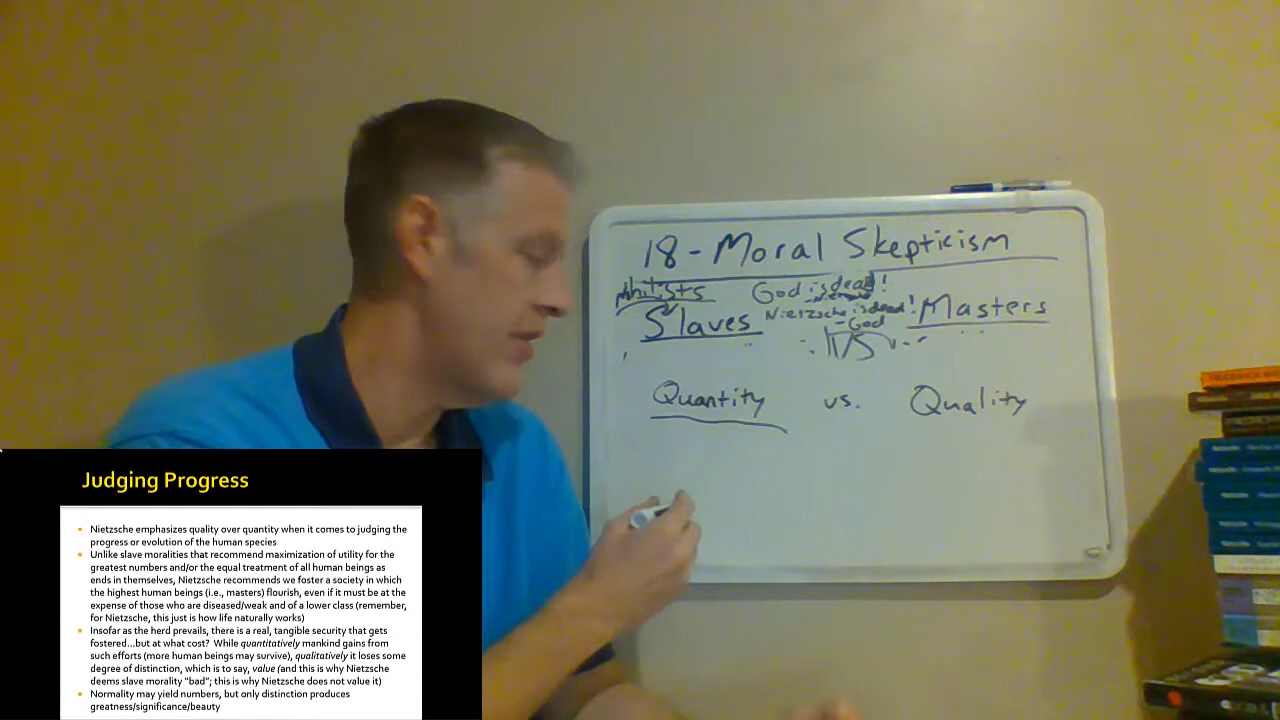 18 - Moral Skepticism
God is dead!
Nietzsche is dead!
- God
Slaves
VS
Masters
Quantity vs. Quality
Judging Progress
Nietzsche emphasizes quality over quantity when it comes to judging the
progress or evolution of the human species
Unlike slave moralities that recommend maximization of utility for the
greatest numbers and/or the equal treatment of all human beings as
ends in themselves, Nietzsche recommends we foster a society in which
the highest human beings (i.e., masters) flourish, even if it must be at the
expense of those who are diseased/weak and of a lower class (remember,
for Nietzsche, this just is how life naturally works)
Insofar as the herd prevails, there is a real, tangible security that gets
fostered...but at what cost? While quantitatively mankind gains from
such efforts (more human beings may survive), qualitatively it loses some
degree of distinction, which is to say, value (and this is why Nietzsche
deems slave morality "bad"; this is why Nietzsche does not value it)
Normality may yield numbers, but only distinction produces
greatness/significance/beauty